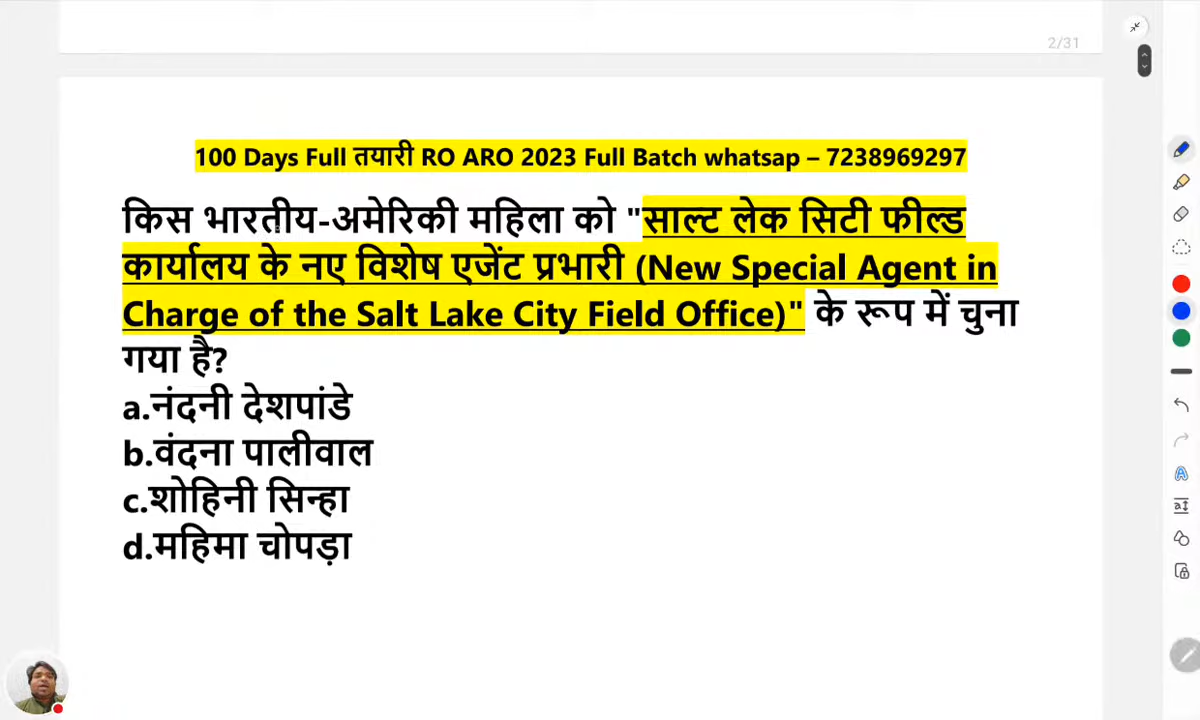 2/31
100 Days Full तयारी RO ARO 2023 Full Batch whatsap – 7238969297
किस भारतीय-अमेरिकी महिला को "साल्ट लेक सिटी फील्ड
कार्यालय के नए विशेष एजेंट प्रभारी (New Special Agent in
Charge of the Salt Lake City Field Office)" के रूप में चुना
गया है?
a.नंदनी देशपांडे
b.वंदना पालीवाल
c.शोहिनी सिन्हा
d.महिमा चोपड़ा